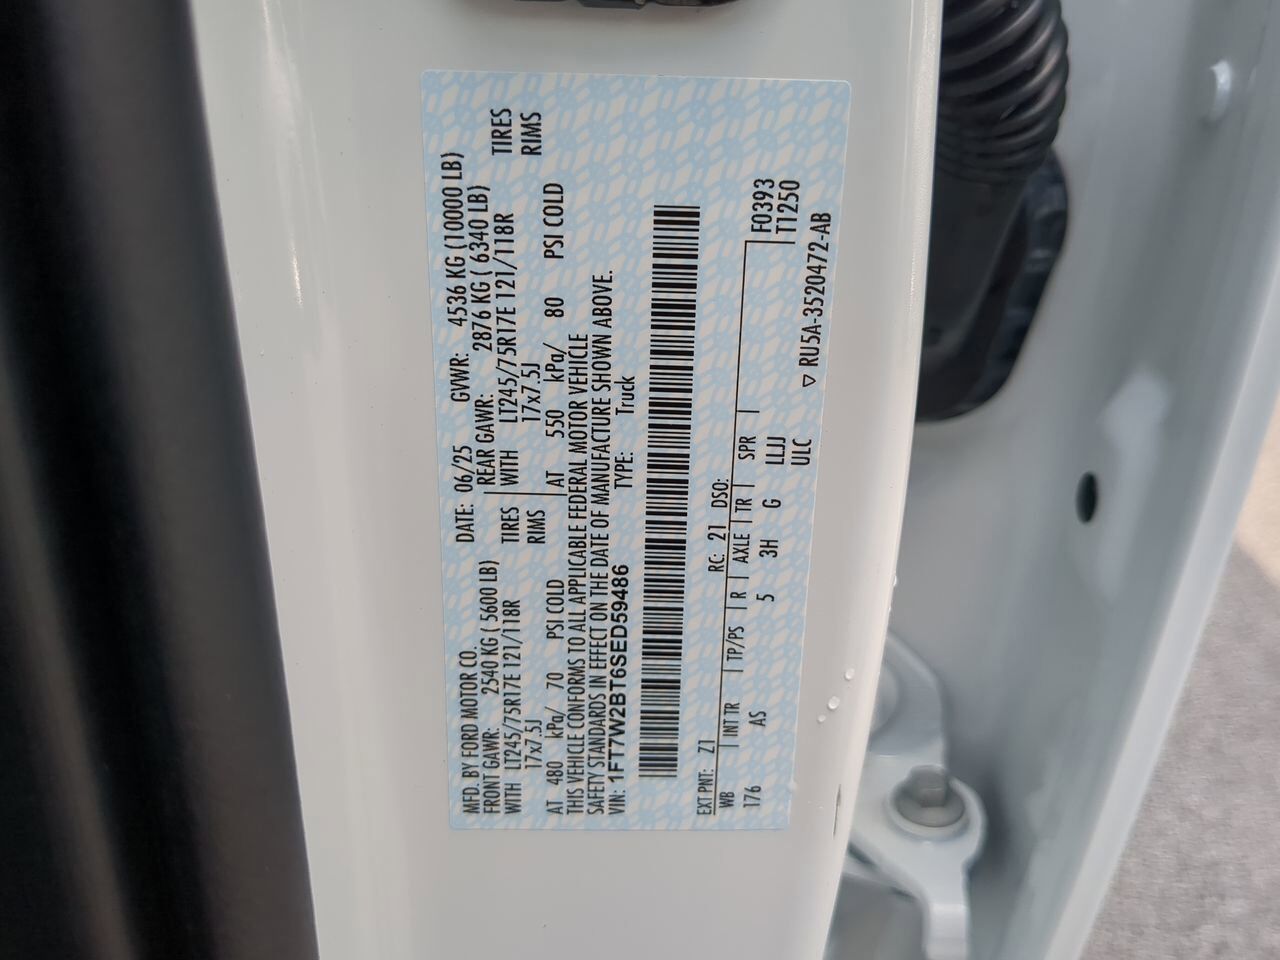 MFD. BY FORD MOTOR CO. DATE: 06/25 GVWR: 4536 KG (10000 LB)
FRONT GAWR: 2540 KG ( 5600 LB) REAR GAWR: 2876 KG ( 6340 LB)
WITH LT245/75R17E 121/118R TIRES WITH LT245/75R17E 121/118R TIRES
17x7.5J RIMS 17x7.5J RIMS
AT 480 kPa/ 70 PSI COLD AT 550 kPa/ 80 PSI COLD
THIS VEHICLE CONFORMS TO ALL APPLICABLE FEDERAL MOTOR VEHICLE
SAFETY STANDARDS IN EFFECT ON THE DATE OF MANUFACTURE SHOWN ABOVE.
VIN: 1FT7W2BT6SED59486 TYPE: Truck
EXT PNT: Z1 RC: 21 DSO:
WB INT TR TP/PS R AXLE TR SPR F0393
176 AS 5 3H G LLJJ T1250
ULC
▽ RU5A-3520472-AB